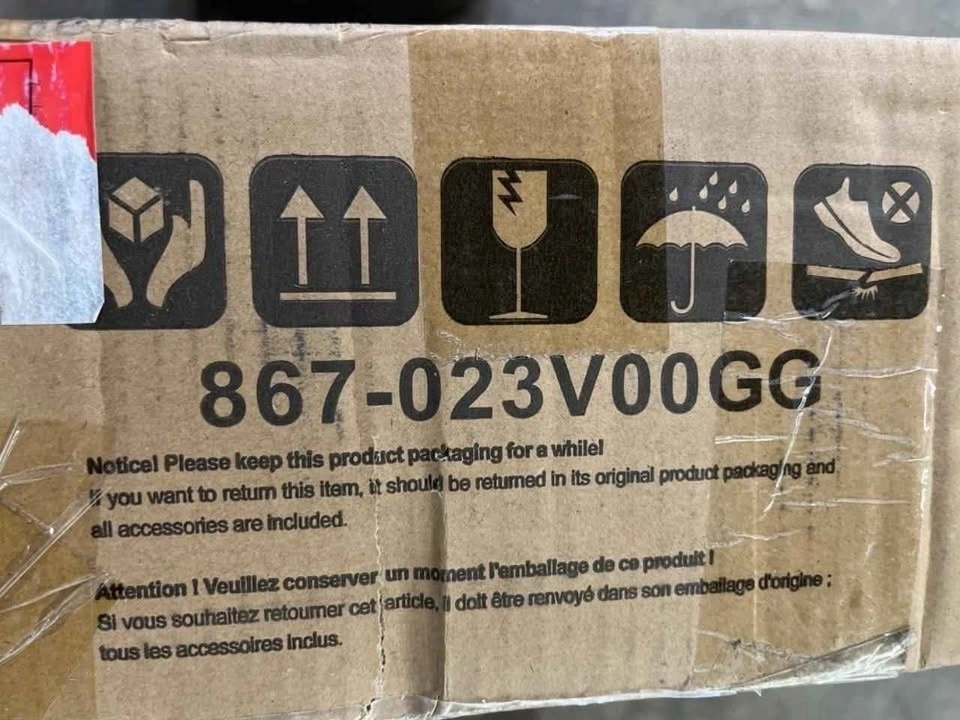 867-023V00GG
Notice! Please keep this product packaging for a while!
If you want to return this item, it should be returned in its original product packaging and
all accessories are included.
Attention ! Veuillez conserver un moment l'emballage de ce produit !
Si vous souhaitez retourner cet article, il doit être renvoyé dans son emballage d'origine ;
tous les accessoires inclus.